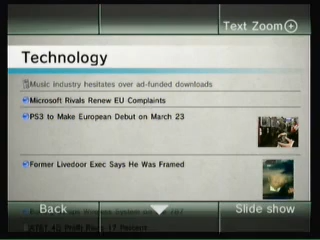 Text Zoom
Technology
Music industry hesitates over ad-funded downloads
Microsoft Rivals Renew EU Complaints
PS3 to Make European Debut on March 23
Former Livedoor Exec Says He Was Framed
Back
Slide show